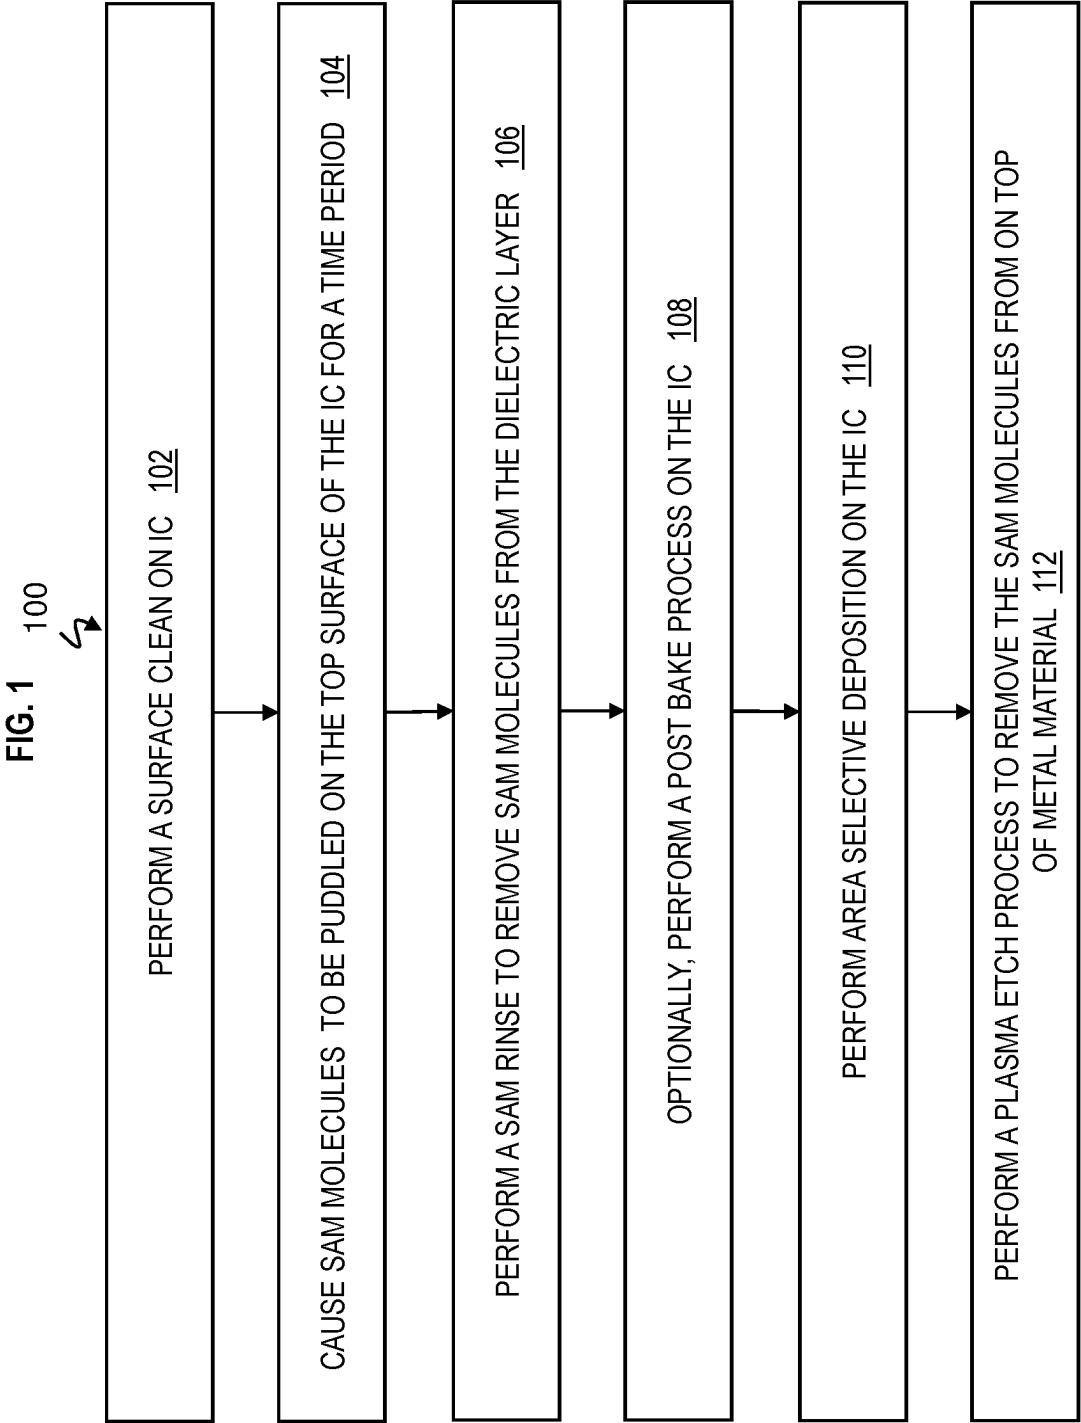 FIG. 1
100
PERFORM A SURFACE CLEAN ON IC 102
CAUSE SAM MOLECULES TO BE PUDDLED ON THE TOP SURFACE OF THE IC FOR A TIME PERIOD 104
PERFORM A SAM RINSE TO REMOVE SAM MOLECULES FROM THE DIELECTRIC LAYER 106
OPTIONALLY, PERFORM A POST BAKE PROCESS ON THE IC 108
PERFORM AREA SELECTIVE DEPOSITION ON THE IC 110
PERFORM A PLASMA ETCH PROCESS TO REMOVE THE SAM MOLECULES FROM ON TOP
OF METAL MATERIAL 112